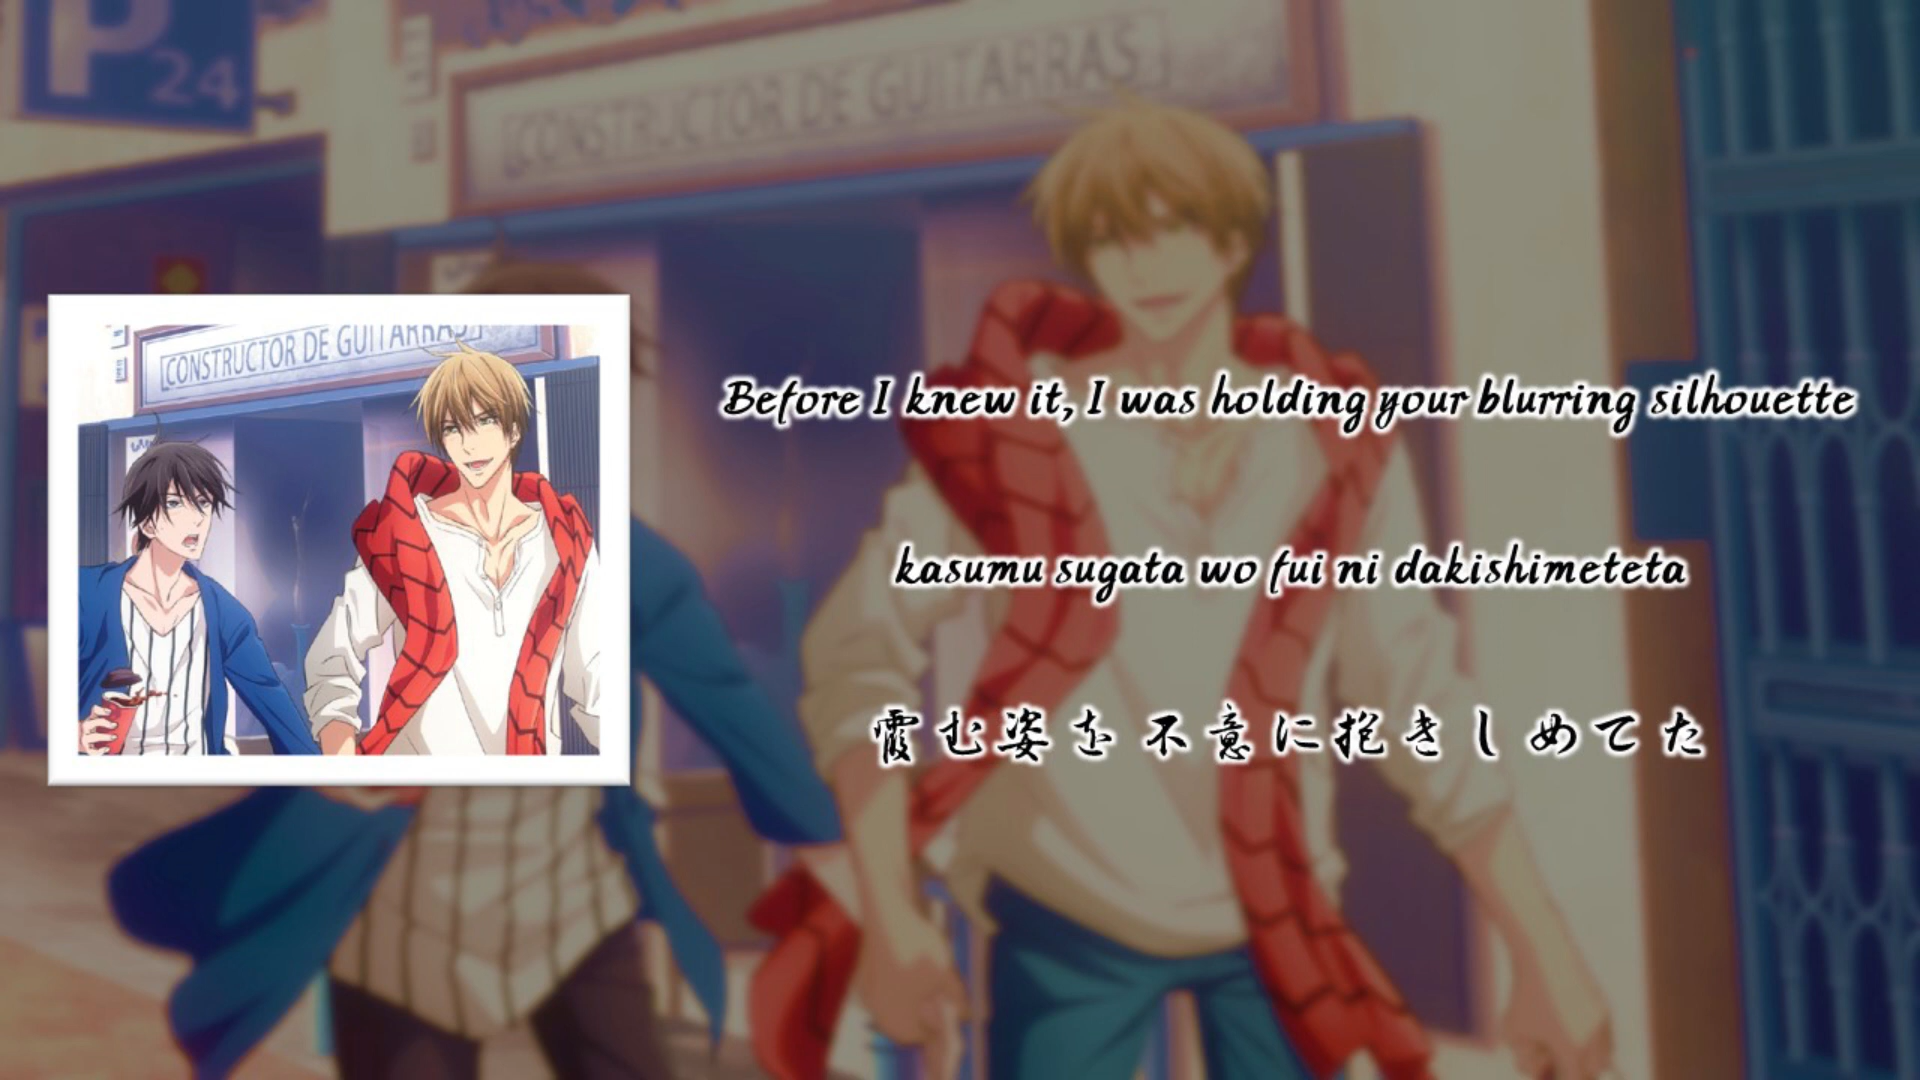 P
24
CONSTRUCTOR DE GUITARRAS
CONSTRUCTOR DE GUITARRAS
Before I knew it, I was holding your blurring silhouette
kasumu sugata wo fui ni dakishimeteta
霞む姿を不意に抱きしめてた